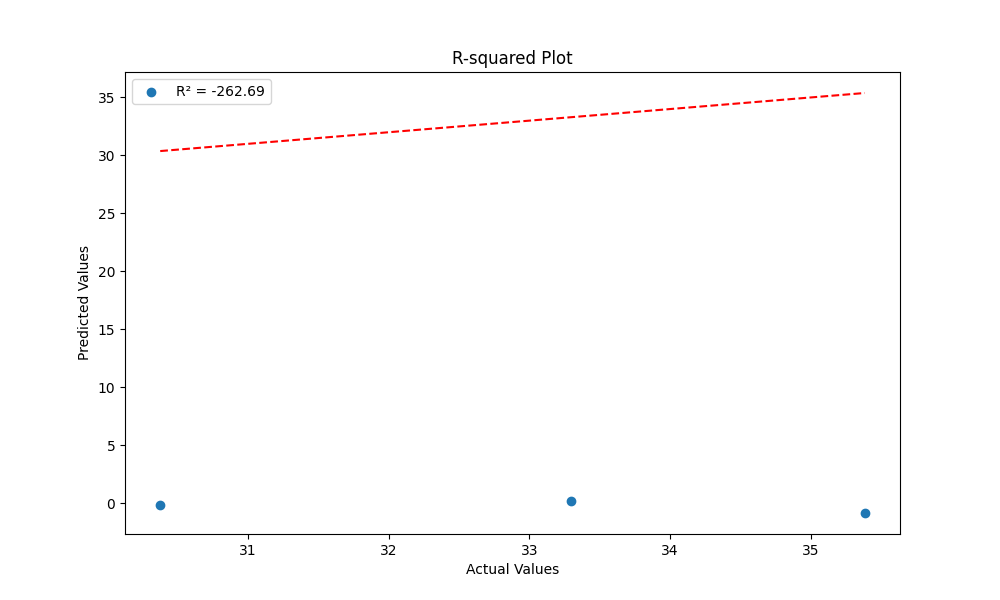 R-squared Plot
R² = -262.69
Predicted Values
35
30
25
20
15
10
5
0
31 32 33 34 35
Actual Values